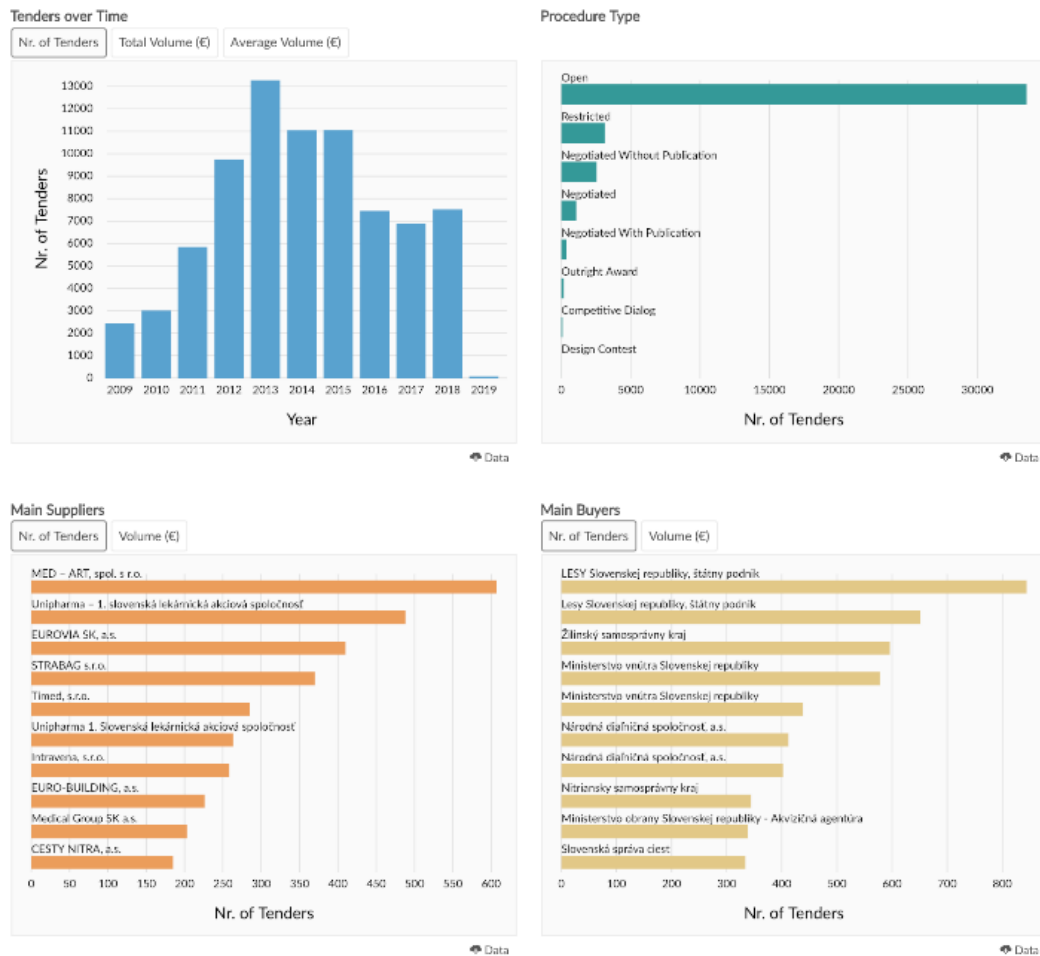 Tenders over Time
Nr. of Tenders Total Volume (€) Average Volume (€)
13000
12000
11000
10000
9000
8000
7000
6000
5000
4000
3000
2000
1000
0
Nr. of Tenders
2009 2010 2011 2012 2013 2014 2015 2016 2017 2018 2019
Year
Data
Procedure Type
Open
Restricted
Negotiated Without Publication
Negotiated
Negotiated With Publication
Outright Award
Competitive Dialog
Design Contest
0 5000 10000 15000 20000 25000 30000
Nr. of Tenders
Data
Main Suppliers
Nr. of Tenders Volume (€)
MED – ART, spol. s r.o.
Unipharma – 1. slovenská lekárnická akciová spoločnosť
EUROVIA SK, a.s.
STRABAG s.r.o.
Timed, s.r.o.
Unipharma 1. Slovenská lekárnická akciová spoločnosť
Intravena, s.r.o.
EURO-BUILDING, a.s.
Medical Group SK a.s.
CESTY NITRA, a.s.
0 50 100 150 200 250 300 350 400 450 500 550 600
Nr. of Tenders
Data
Main Buyers
Nr. of Tenders Volume (€)
LESY Slovenskej republiky, štátny podnik
Lesy Slovenskej republiky, štátny podnik
Žilinský samosprávny kraj
Ministerstvo vnútra Slovenskej republiky
Ministerstvo vnútra Slovenskej republiky
Národná diaľničná spoločnosť, a.s.
Národná diaľničná spoločnosť, a.s.
Nitriansky samosprávny kraj
Ministerstvo obrany Slovenskej republiky - Akvizičná agentúra
Slovenská správa ciest
0 100 200 300 400 500 600 700 800
Nr. of Tenders
Data